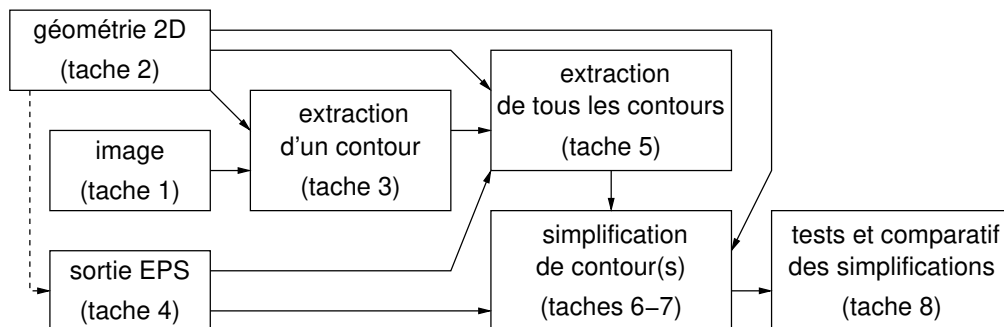 géométrie 2D
(tache 2)
image
(tache 1)
extraction
d'un contour
(tache 3)
extraction
de tous les contours
(tache 5)
sortie EPS
(tache 4)
simplification
de contour(s)
(taches 6−7)
tests et comparatif
des simplifications
(tache 8)